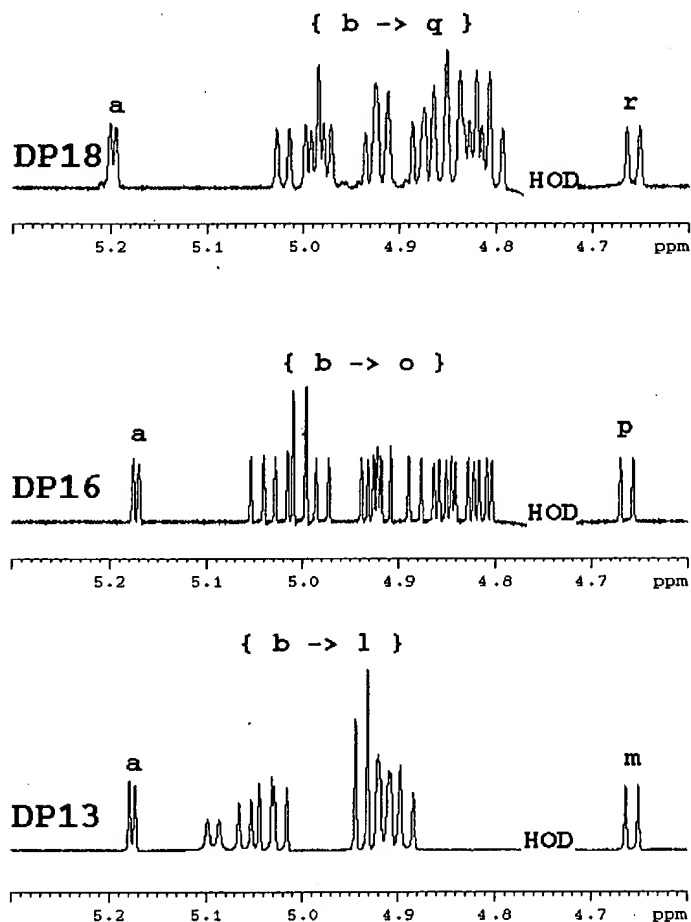 { b -> q }
a
r
DP18
HOD
5.2 5.1 5.0 4.9 4.8 4.7 ppm
{ b -> o }
a
p
DP16
HOD
5.2 5.1 5.0 4.9 4.8 4.7 ppm
{ b -> l }
a
m
DP13
HOD
5.2 5.1 5.0 4.9 4.8 4.7 ppm